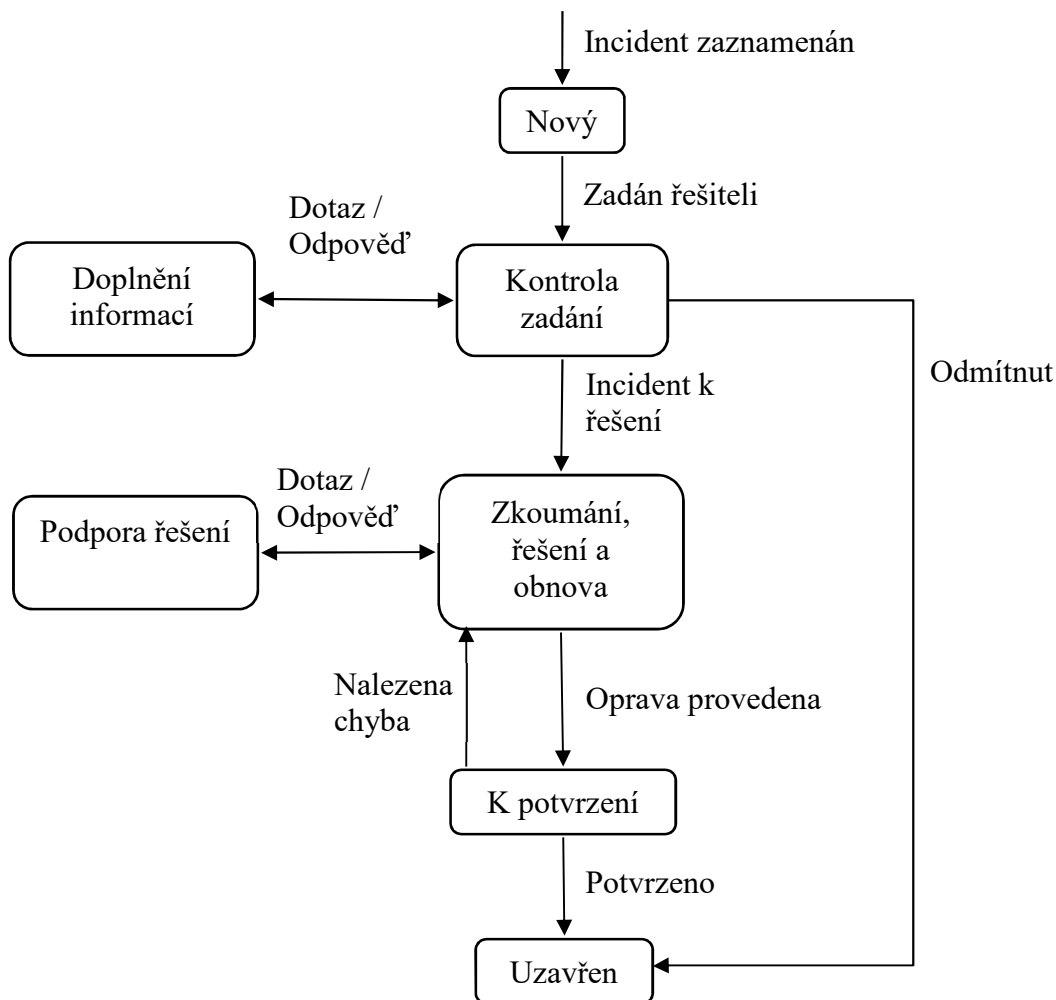 Incident zaznamenán
Nový
Zadán řešiteli
Dotaz /
Odpověď
Doplnění
informací
Kontrola
zadání
Odmítnut
Incident k
řešení
Dotaz /
Odpověď
Podpora řešení
Zkoumání,
řešení a
obnova
Nalezena
chyba
Oprava provedena
K potvrzení
Potvrzeno
Uzavřen